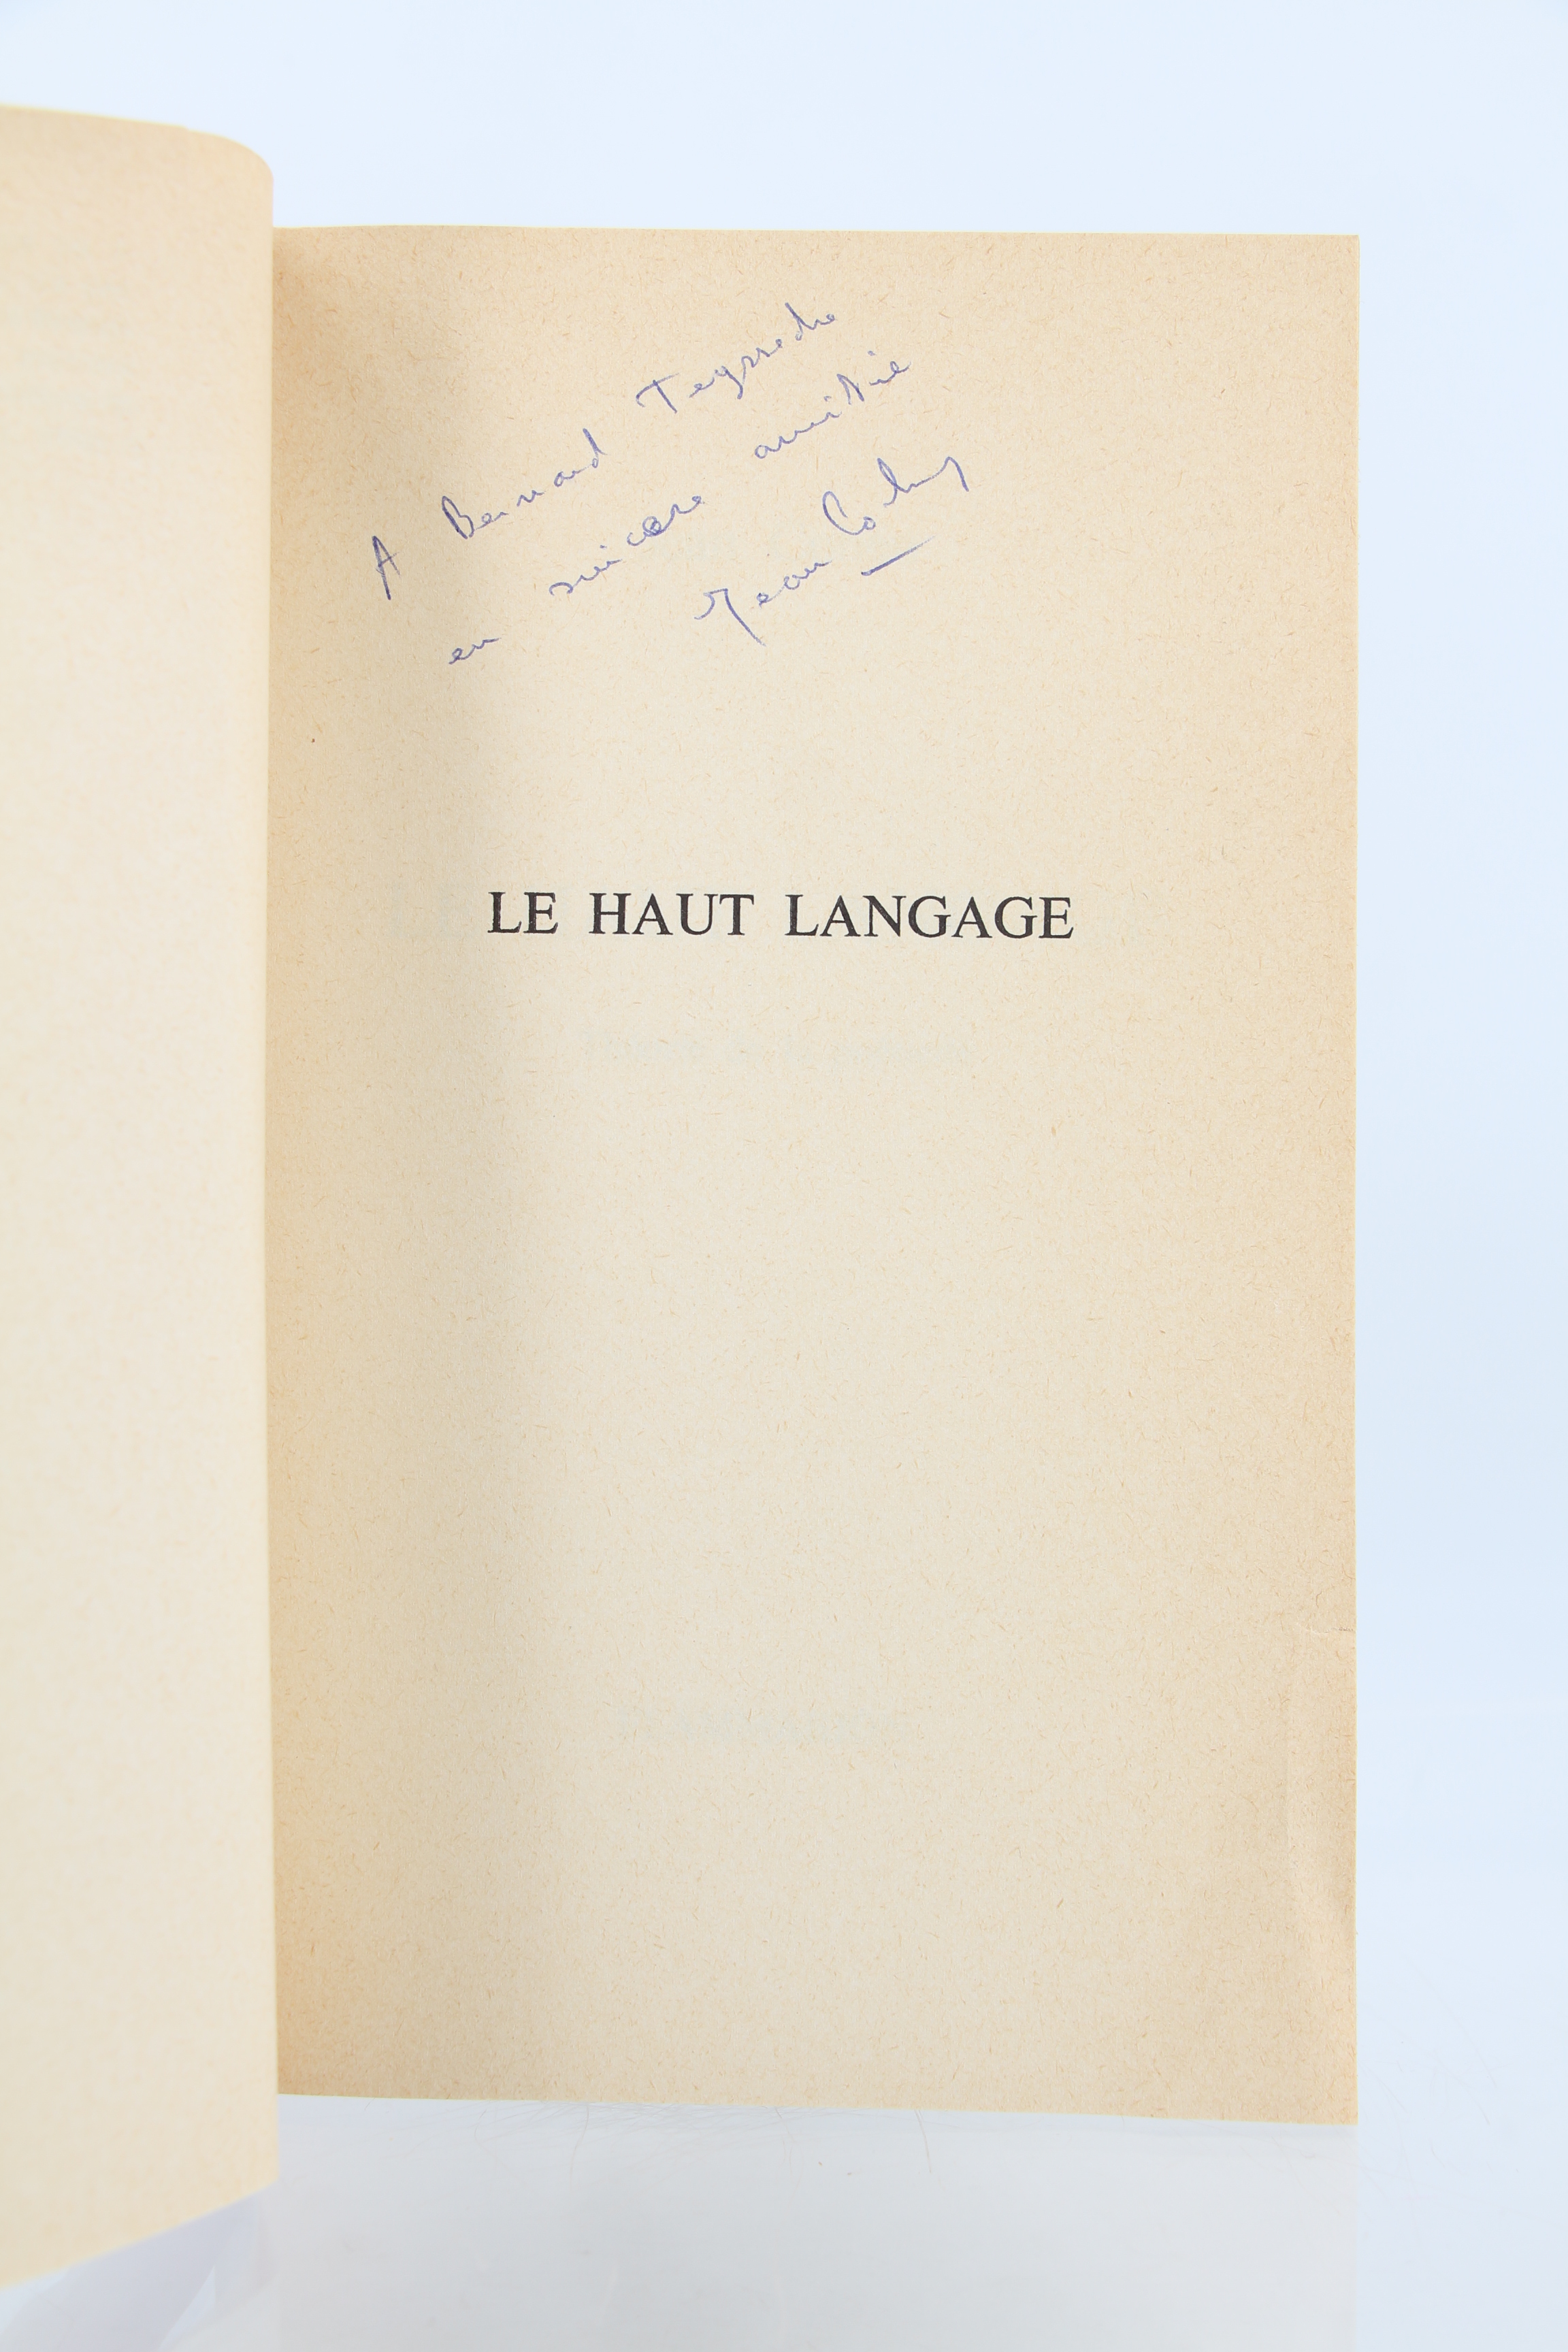 A Bernard Teyssèdre
en sincère amitié
Jean Cohen
LE HAUT LANGAGE